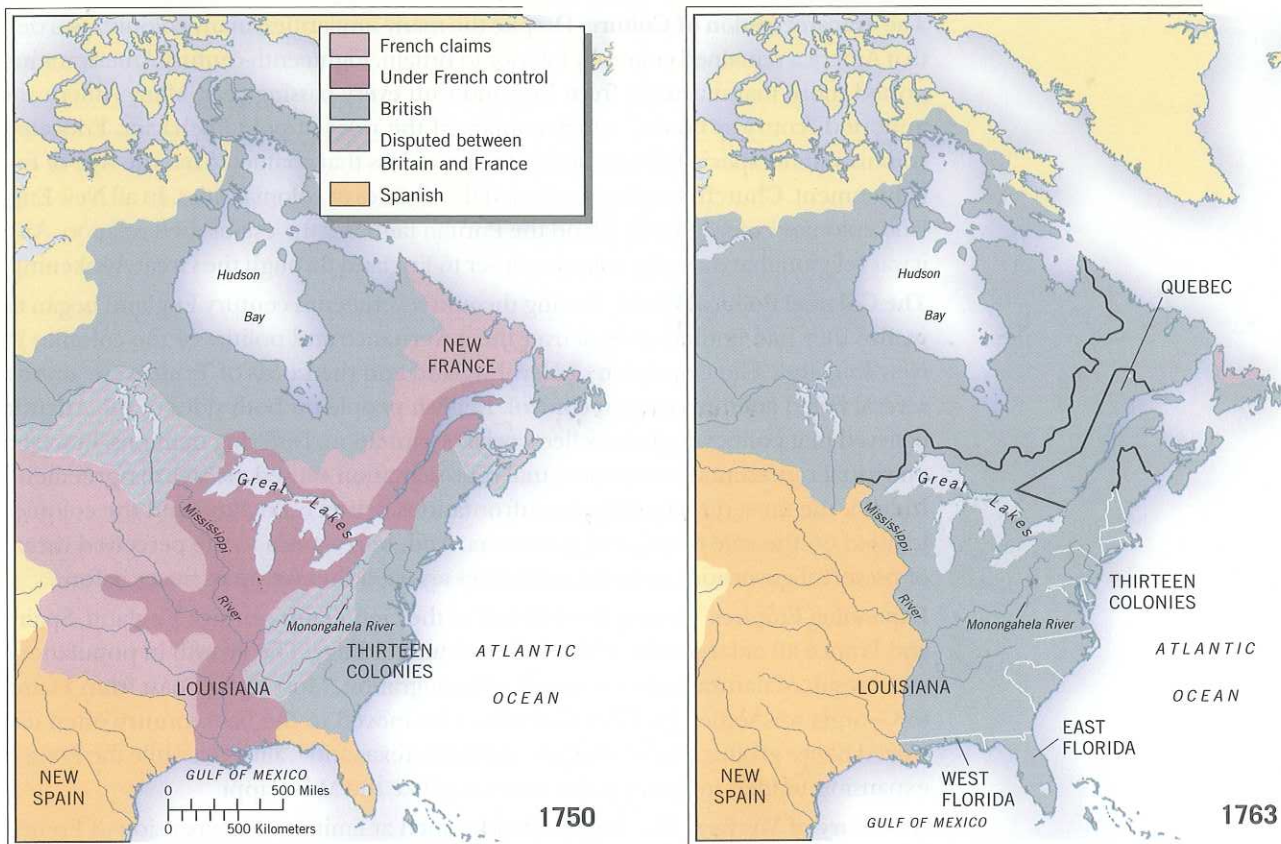 French claims
Under French control
British
Disputed between
Britain and France
Spanish
Hudson
Bay
NEW
FRANCE
Great Lakes
Mississippi
River
Monongahela River
THIRTEEN
COLONIES
ATLANTIC
OCEAN
LOUISIANA
NEW
SPAIN
GULF OF MEXICO
0 500 Miles
0 500 Kilometers
1750
Hudson
Bay
QUEBEC
Great Lakes
Mississippi
River
THIRTEEN
COLONIES
Monongahela River
ATLANTIC
OCEAN
LOUISIANA
EAST
FLORIDA
NEW
SPAIN
WEST
FLORIDA
GULF OF MEXICO
1763